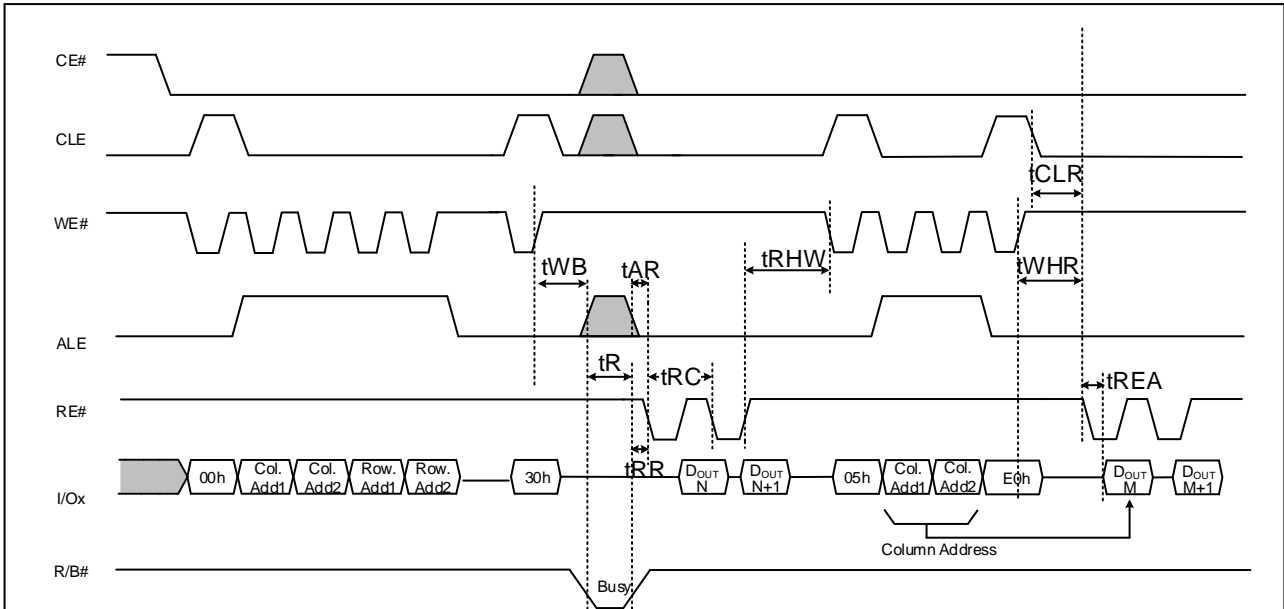 CE#
CLE
tCLR
WE#
tWB
tAR
tRHW
tWHR
ALE
tR
tRC
tREA
RE#
tRR
I/Ox
00h
Col.
Add1
Col.
Add2
Row.
Add1
Row.
Add2
30h
DOUT
N
DOUT
N+1
05h
Col.
Add1
Col.
Add2
E0h
DOUT
M
DOUT
M+1
Column Address
R/B#
Busy